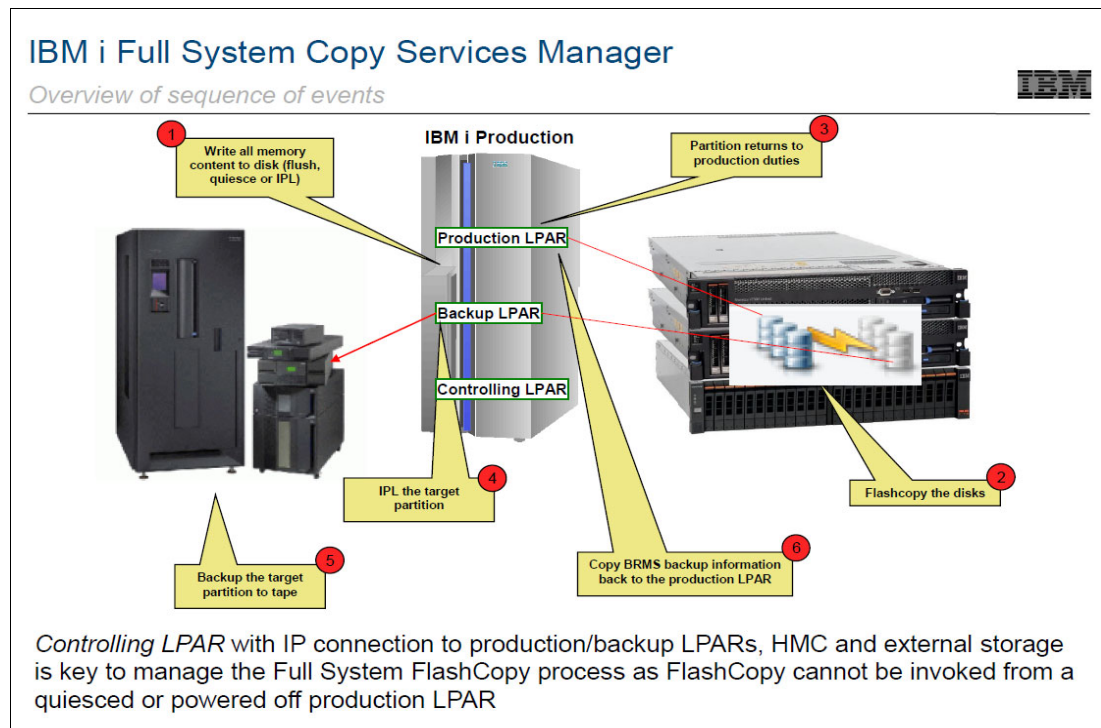 IBM i Full System Copy Services Manager
Overview of sequence of events
IBM
1
Write all memory
content to disk (flush,
quiesce or IPL)
IBM i Production
3
Partition returns to
production duties
Production LPAR
Backup LPAR
Controlling LPAR
4
IPL the target
partition
2
Flashcopy the disks
5
Backup the target
partition to tape
6
Copy BRMS backup information
back to the production LPAR
Controlling LPAR with IP connection to production/backup LPARs, HMC and external storage
is key to manage the Full System FlashCopy process as FlashCopy cannot be invoked from a
quiesced or powered off production LPAR